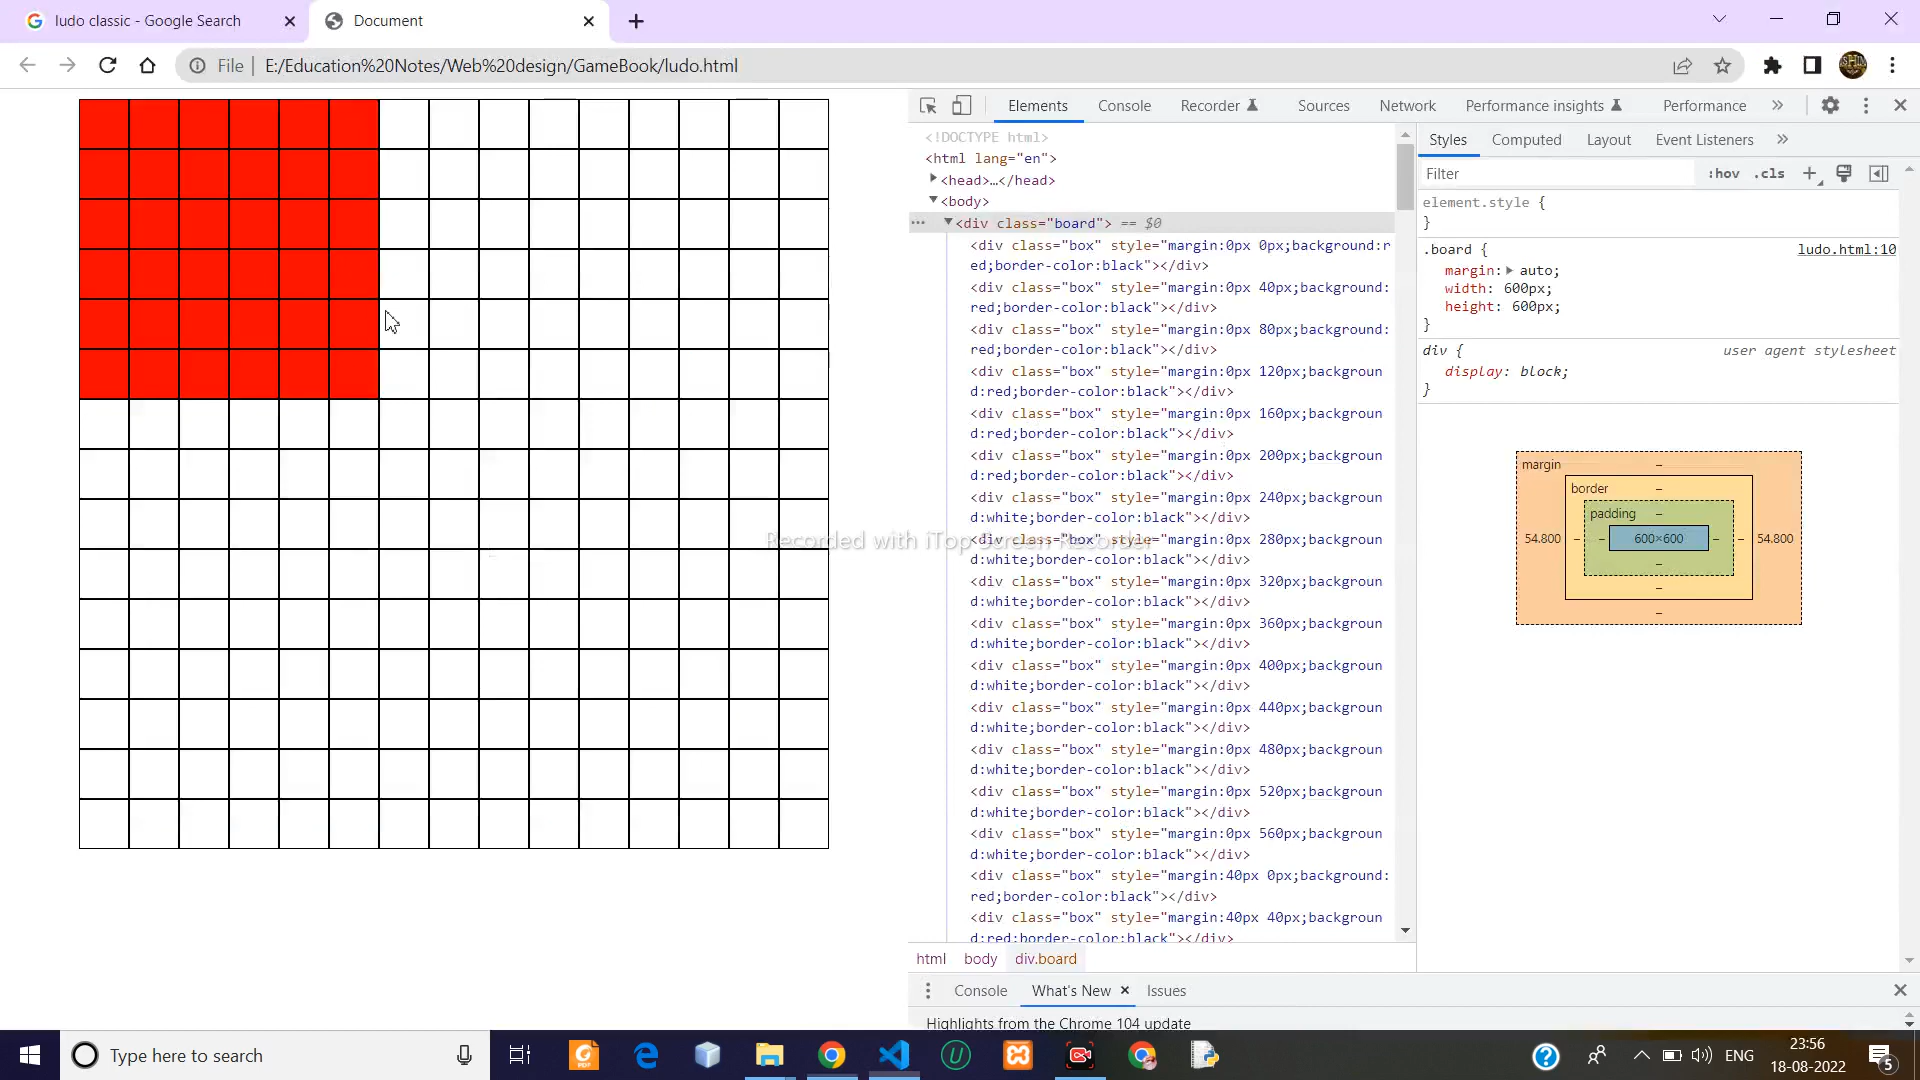 ludo classic - Google Search
Document
File
E:/Education%20Notes/Web%20design/GameBook/ludo.html
Elements
Console
Recorder
Sources
Network
Performance insights
Performance
<!DOCTYPE html>
<html lang="en">
<head>…</head>
<body>
<div class="board"> == $0
<div class="box" style="margin:0px 0px;background:r
ed;border-color:black"></div>
<div class="box" style="margin:0px 40px;background:
red;border-color:black"></div>
<div class="box" style="margin:0px 80px;background:
red;border-color:black"></div>
<div class="box" style="margin:0px 120px;backgroun
d:red;border-color:black"></div>
<div class="box" style="margin:0px 160px;backgroun
d:red;border-color:black"></div>
<div class="box" style="margin:0px 200px;backgroun
d:red;border-color:black"></div>
<div class="box" style="margin:0px 240px;backgroun
d:white;border-color:black"></div>
<div class="box" style="margin:0px 280px;backgroun
d:white;border-color:black"></div>
<div class="box" style="margin:0px 320px;backgroun
d:white;border-color:black"></div>
<div class="box" style="margin:0px 360px;backgroun
d:white;border-color:black"></div>
<div class="box" style="margin:0px 400px;backgroun
d:white;border-color:black"></div>
<div class="box" style="margin:0px 440px;backgroun
d:white;border-color:black"></div>
<div class="box" style="margin:0px 480px;backgroun
d:white;border-color:black"></div>
<div class="box" style="margin:0px 520px;backgroun
d:white;border-color:black"></div>
<div class="box" style="margin:0px 560px;backgroun
d:white;border-color:black"></div>
<div class="box" style="margin:40px 0px;background:
red;border-color:black"></div>
<div class="box" style="margin:40px 40px;backgroun
d:red;border-color:black"></div>
html
body
div.board
Styles
Computed
Layout
Event Listeners
Filter
:hov
.cls
element.style {
}
.board {
ludo.html:10
margin: auto;
width: 600px;
height: 600px;
}
div {
user agent stylesheet
display: block;
}
margin
–
border
–
padding
–
54.800
–
–
600×600
–
–
54.800
–
–
–
Recorded with iTop Screen Recorder
Console
What's New
Issues
Highlights from the Chrome 104 update
Type here to search
ENG
23:56
18-08-2022
5